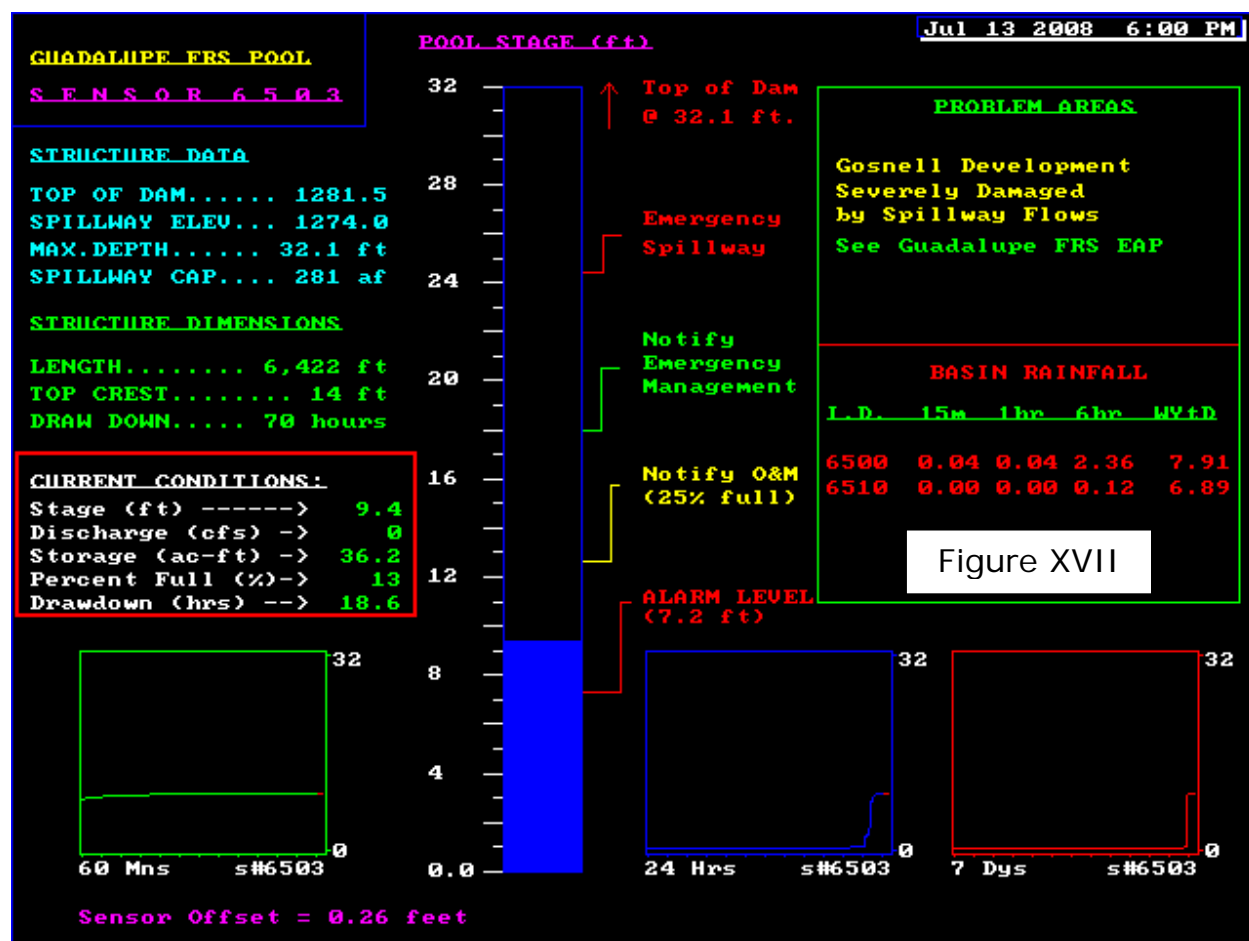 GUADALUPE FRS POOL
SENSOR 6503
STRUCTURE DATA
TOP OF DAM...... 1281.5
SPILLWAY ELEV... 1274.0
MAX.DEPTH...... 32.1 ft
SPILLWAY CAP.... 281 af
STRUCTURE DIMENSIONS
LENGTH........ 6,422 ft
TOP CREST........ 14 ft
DRAW DOWN..... 70 hours
CURRENT CONDITIONS:
Stage (ft) ------> 9.4
Discharge (cfs) -> 0
Storage (ac-ft) -> 36.2
Percent Full (%)-> 13
Drawdown (hrs) --> 18.6
POOL STAGE (ft)
32
28
24
20
16
12
8
4
0.0
Top of Dam
@ 32.1 ft.
Emergency
Spillway
Notify
Emergency
Management
Notify O&M
(25% full)
ALARM LEVEL
(7.2 ft)
Jul 13 2008 6:00 PM
PROBLEM AREAS
Gosnell Development
Severely Damaged
by Spillway Flows
See Guadalupe FRS EAP
BASIN RAINFALL
I.D. 15m 1hr 6hr WYtD
6500 0.04 0.04 2.36 7.91
6510 0.00 0.00 0.12 6.89
Figure XVII
32
0
60 Mns s#6503
32
0
24 Hrs s#6503
32
0
7 Dys s#6503
Sensor Offset = 0.26 feet